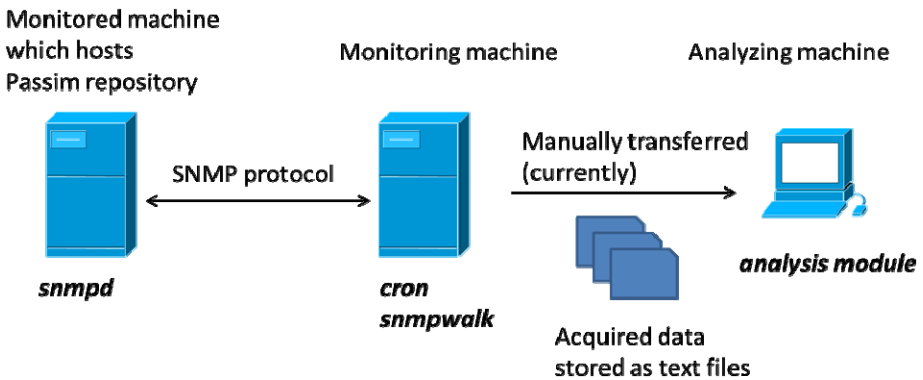 Monitored machine
which hosts
Passim repository
Monitoring machine
Analyzing machine
SNMP protocol
Manually transferred
(currently)
snmpd
cron
snmpwalk
analysis module
Acquired data
stored as text files